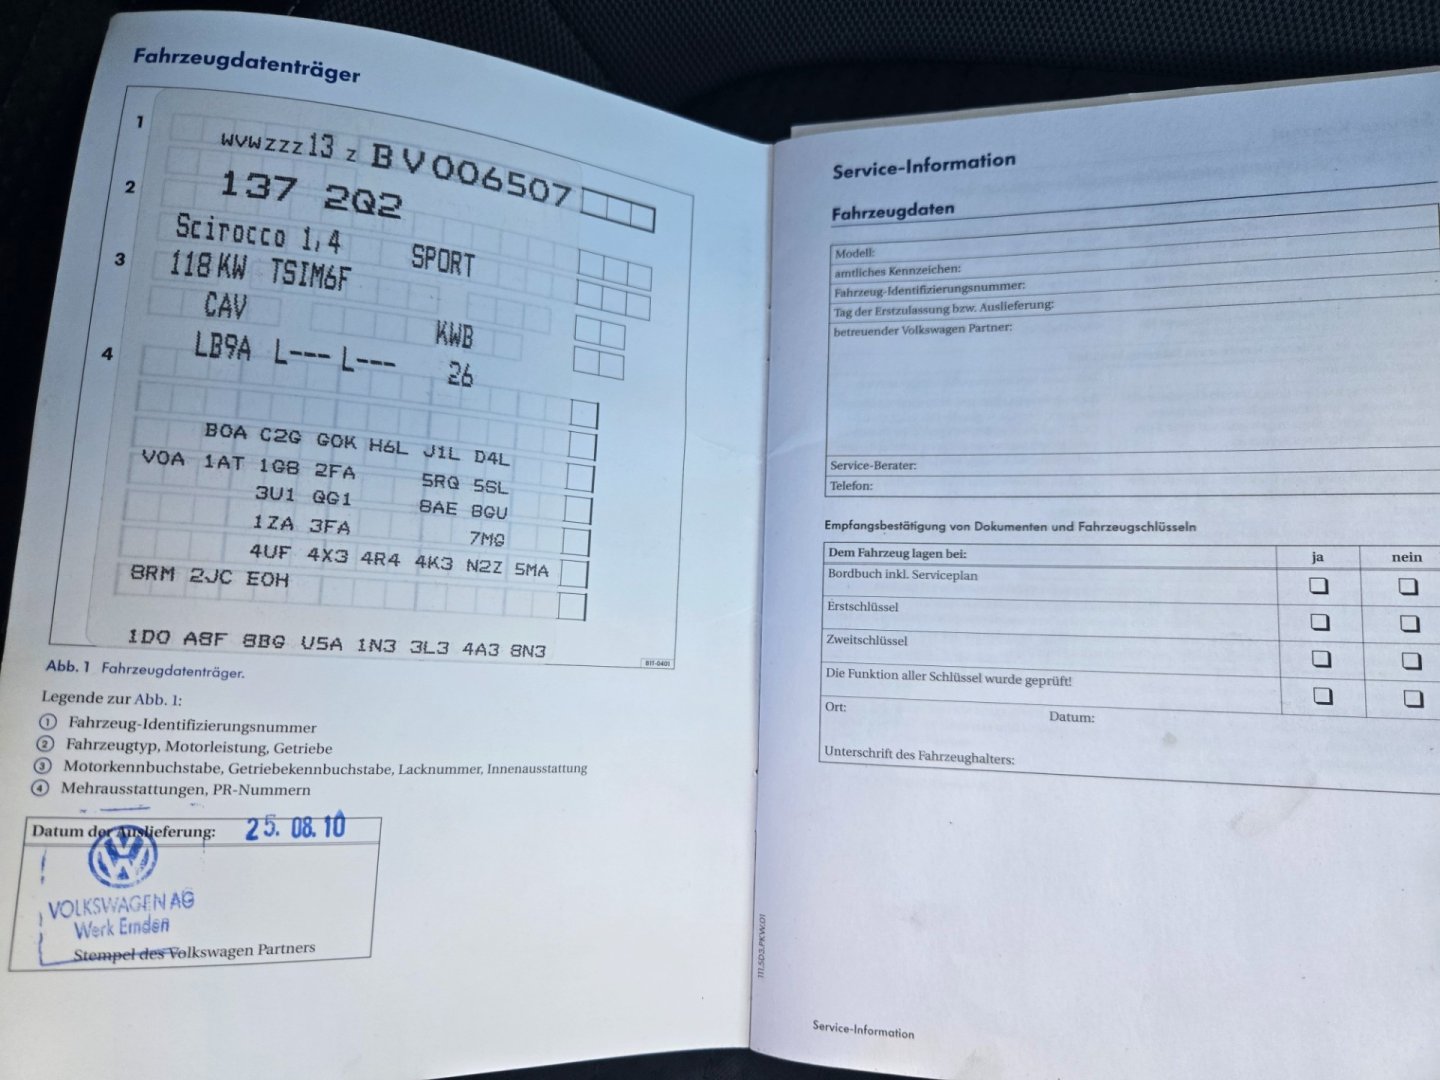 Fahrzeugdatenträger
1
WVWZZZ13 Z BV006507
2
137 2Q2
Scirocco 1,4 SPORT
3
118 KW TSIM6F
CAV KWB
4
LB9A L--- L--- 26
B0A C2G G0K H6L J1L D4L
V0A 1AT 1G8 2FA 5RQ 5SL
3U1 QG1 8AE 8GU
1ZA 3FA 7MG
4UF 4X3 4R4 4K3 N2Z 5MA
8RM 2JC E0H
1D0 A8F 8BG U5A 1N3 3L3 4A3 8N3
B1T-0401
Abb. 1 Fahrzeugdatenträger.
Legende zur Abb. 1:
1 Fahrzeug-Identifizierungsnummer
2 Fahrzeugtyp, Motorleistung, Getriebe
3 Motorkennbuchstabe, Getriebekennbuchstabe, Lacknummer, Innenausstattung
4 Mehrausstattungen, PR-Nummern
Datum der Auslieferung: 25. 08. 10
VOLKSWAGEN AG
Werk Emden
Stempel des Volkswagen Partners
Service-Information
Fahrzeugdaten
Modell:
amtliches Kennzeichen:
Fahrzeug-Identifizierungsnummer:
Tag der Erstzulassung bzw. Auslieferung:
betreuender Volkswagen Partner:
Service-Berater:
Telefon:
Empfangsbestätigung von Dokumenten und Fahrzeugschlüsseln
Dem Fahrzeug lagen bei: ja nein
Bordbuch inkl. Serviceplan
Erstschlüssel
Zweitschlüssel
Die Funktion aller Schlüssel wurde geprüft!
Ort: Datum:
Unterschrift des Fahrzeughalters:
111.5D3.PKW.01
Service-Information